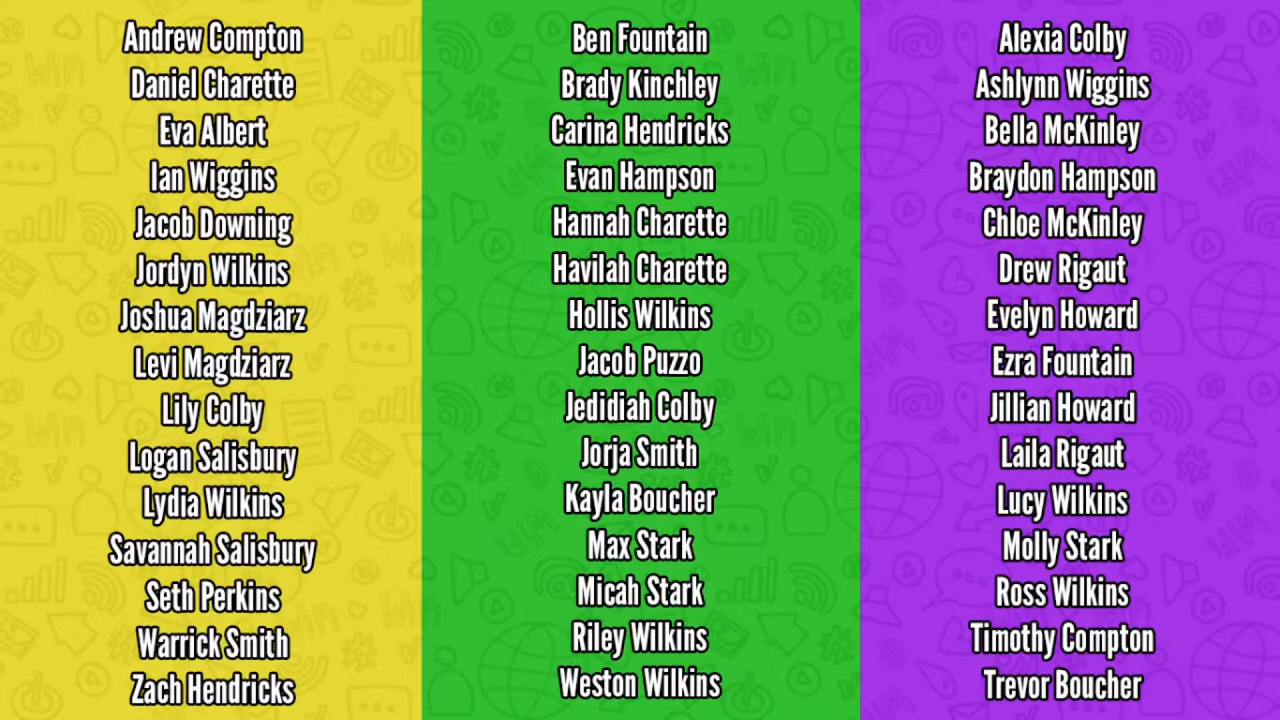 Andrew Compton
Daniel Charette
Eva Albert
Ian Wiggins
Jacob Downing
Jordyn Wilkins
Joshua Magdziarz
Levi Magdziarz
Lily Colby
Logan Salisbury
Lydia Wilkins
Savannah Salisbury
Seth Perkins
Warrick Smith
Zach Hendricks
Ben Fountain
Brady Kinchley
Carina Hendricks
Evan Hampson
Hannah Charette
Havilah Charette
Hollis Wilkins
Jacob Puzzo
Jedidiah Colby
Jorja Smith
Kayla Boucher
Max Stark
Micah Stark
Riley Wilkins
Weston Wilkins
Alexia Colby
Ashlynn Wiggins
Bella McKinley
Braydon Hampson
Chloe McKinley
Drew Rigaut
Evelyn Howard
Ezra Fountain
Jillian Howard
Laila Rigaut
Lucy Wilkins
Molly Stark
Ross Wilkins
Timothy Compton
Trevor Boucher